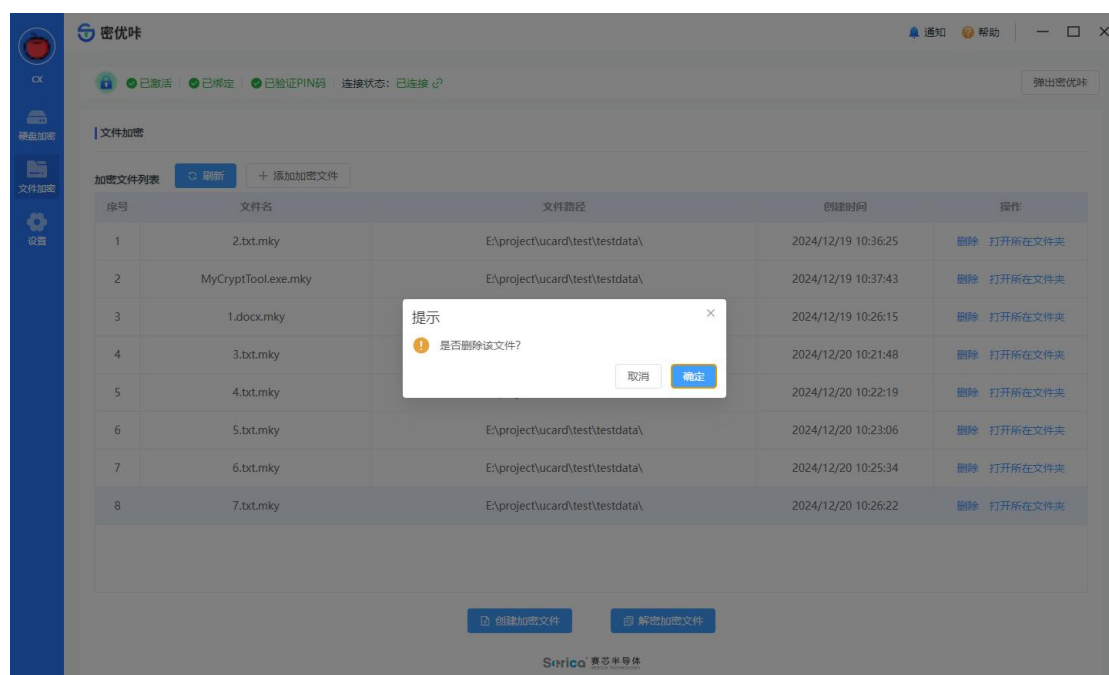 密优咔
通知 帮助
CX
已激活 已绑定 已验证PIN码 连接状态: 已连接 弹出密优咔
硬盘加密
文件加密
设置
文件加密
加密文件列表 刷新 + 添加加密文件
序号 文件名 文件路径 创建时间 操作
1 2.txt.mky E:\project\ucard\test\testdata\ 2024/12/19 10:36:25 删除 打开所在文件夹
2 MyCryptTool.exe.mky E:\project\ucard\test\testdata\ 2024/12/19 10:37:43 删除 打开所在文件夹
3 1.docx.mky 2024/12/19 10:26:15 删除 打开所在文件夹
4 3.txt.mky 2024/12/20 10:21:48 删除 打开所在文件夹
5 4.txt.mky 2024/12/20 10:22:19 删除 打开所在文件夹
6 5.txt.mky E:\project\ucard\test\testdata\ 2024/12/20 10:23:06 删除 打开所在文件夹
7 6.txt.mky E:\project\ucard\test\testdata\ 2024/12/20 10:25:34 删除 打开所在文件夹
8 7.txt.mky E:\project\ucard\test\testdata\ 2024/12/20 10:26:22 删除 打开所在文件夹
提示
是否删除该文件?
取消 确定
创建加密文件 解密加密文件
Serica 赛芯半导体